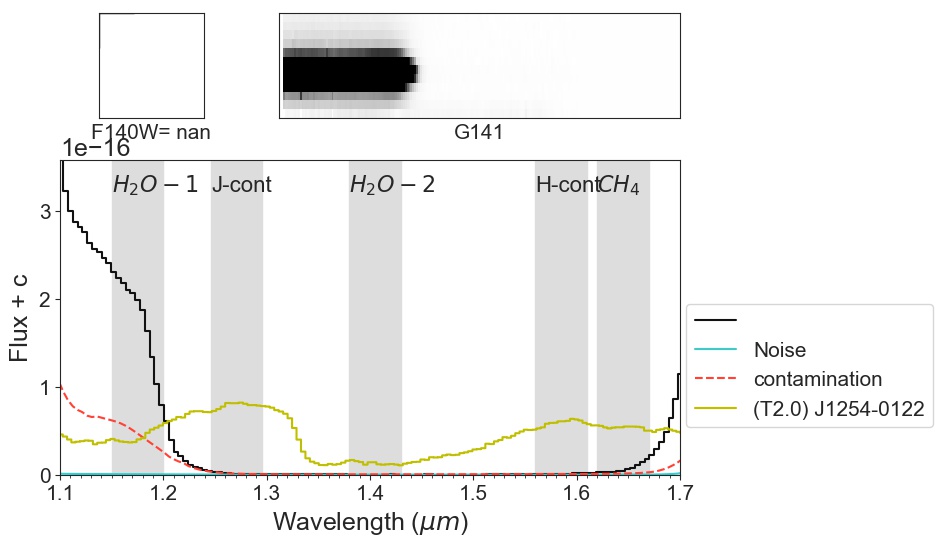 F140W= nan
G141
1e−16
H₂O − 1
J-cont
H₂O − 2
H-cont
CH₄
3
2
1
0
Flux + c
1.1
1.2
1.3
1.4
1.5
1.6
1.7
Wavelength (μm)
Noise
contamination
(T2.0) J1254-0122